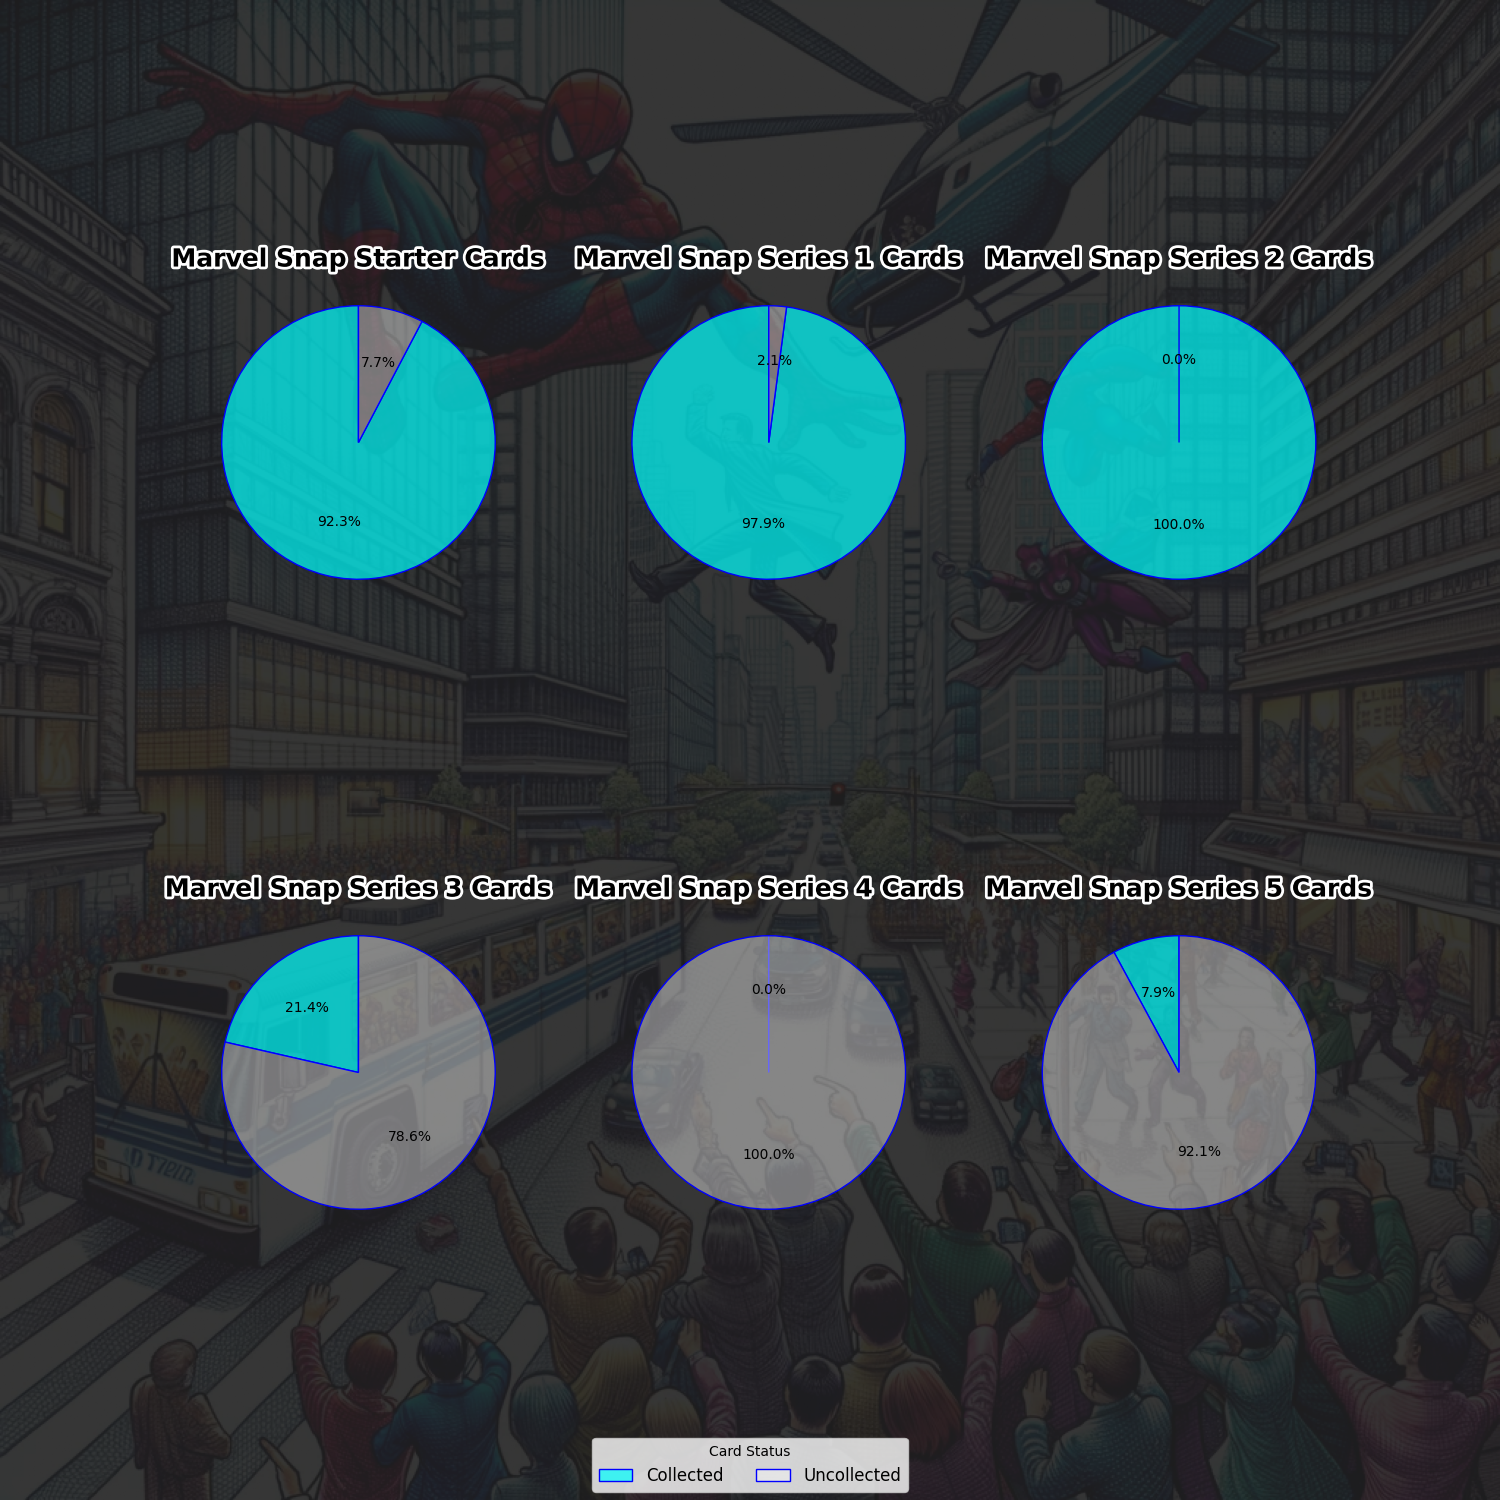 Marvel Snap Starter Cards
Marvel Snap Series 1 Cards
Marvel Snap Series 2 Cards
7.7%
92.3%
2.1%
97.9%
0.0%
100.0%
Marvel Snap Series 3 Cards
Marvel Snap Series 4 Cards
Marvel Snap Series 5 Cards
21.4%
78.6%
0.0%
100.0%
7.9%
92.1%
Card Status
Collected
Uncollected